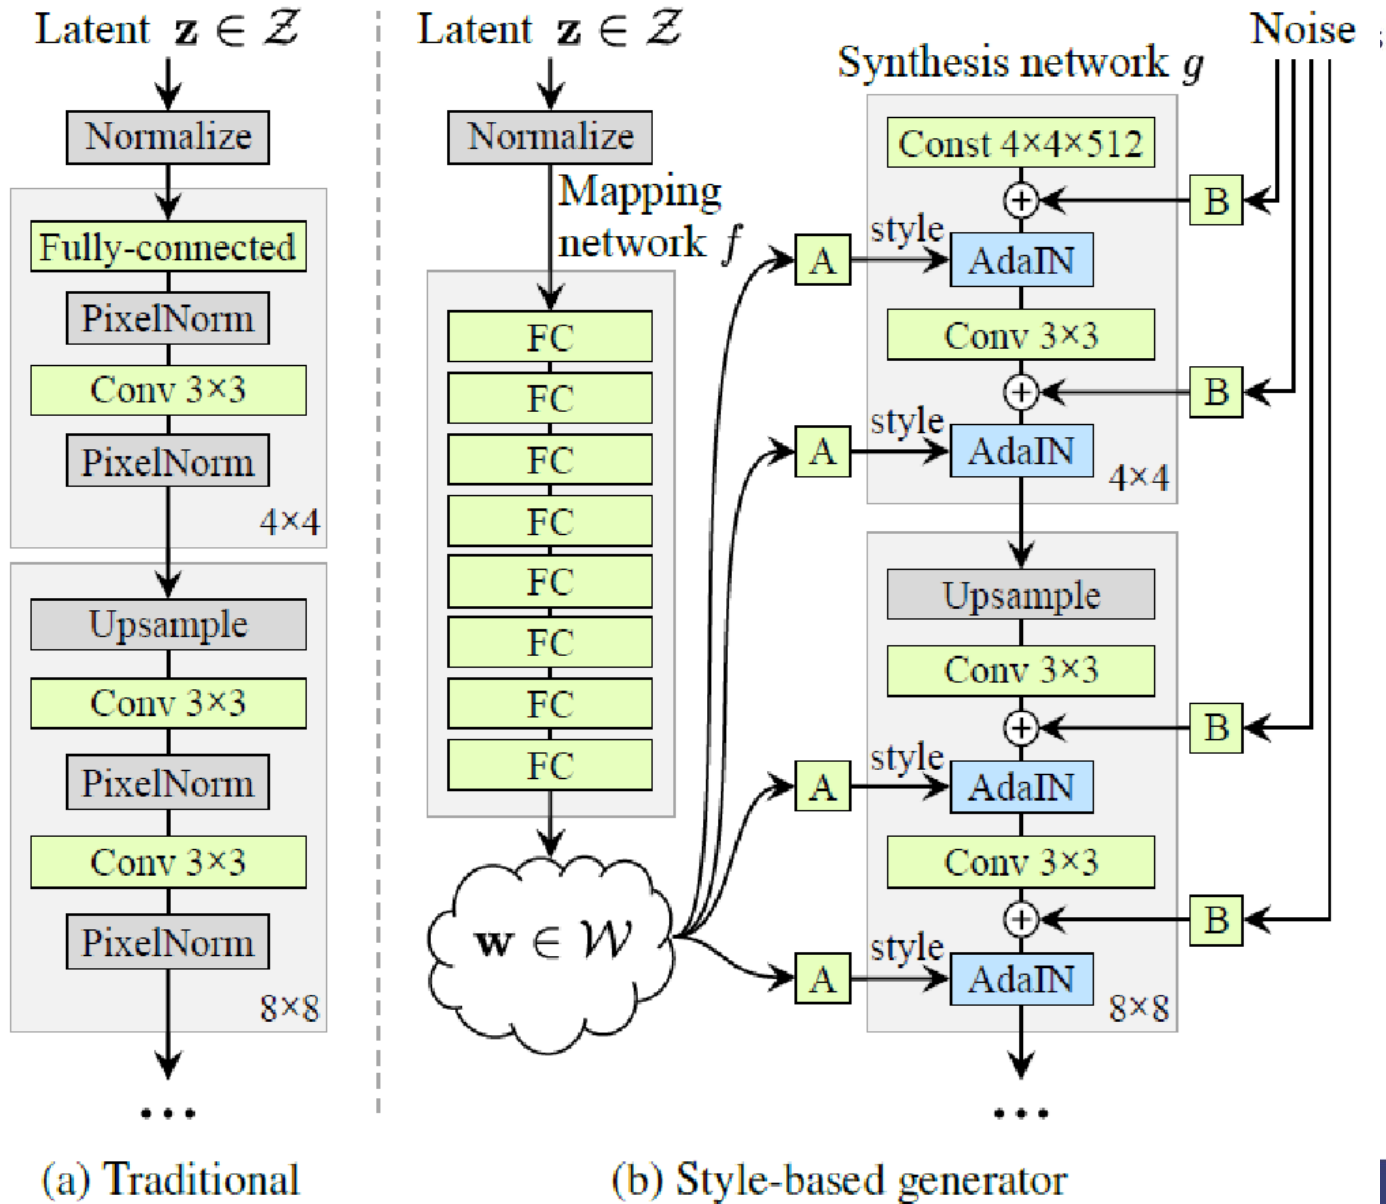 Latent z ∈ 𝒵
Normalize
Fully-connected
PixelNorm
Conv 3×3
PixelNorm
4×4
Upsample
Conv 3×3
PixelNorm
Conv 3×3
PixelNorm
8×8
...
(a) Traditional
Latent z ∈ 𝒵
Normalize
Mapping
network f
FC
FC
FC
FC
FC
FC
FC
FC
w ∈ 𝒲
Synthesis network g
Noise
Const 4×4×512
+
B
A
style
AdaIN
Conv 3×3
+
B
A
style
AdaIN
4×4
Upsample
Conv 3×3
+
B
A
style
AdaIN
Conv 3×3
+
B
A
style
AdaIN
8×8
...
(b) Style-based generator